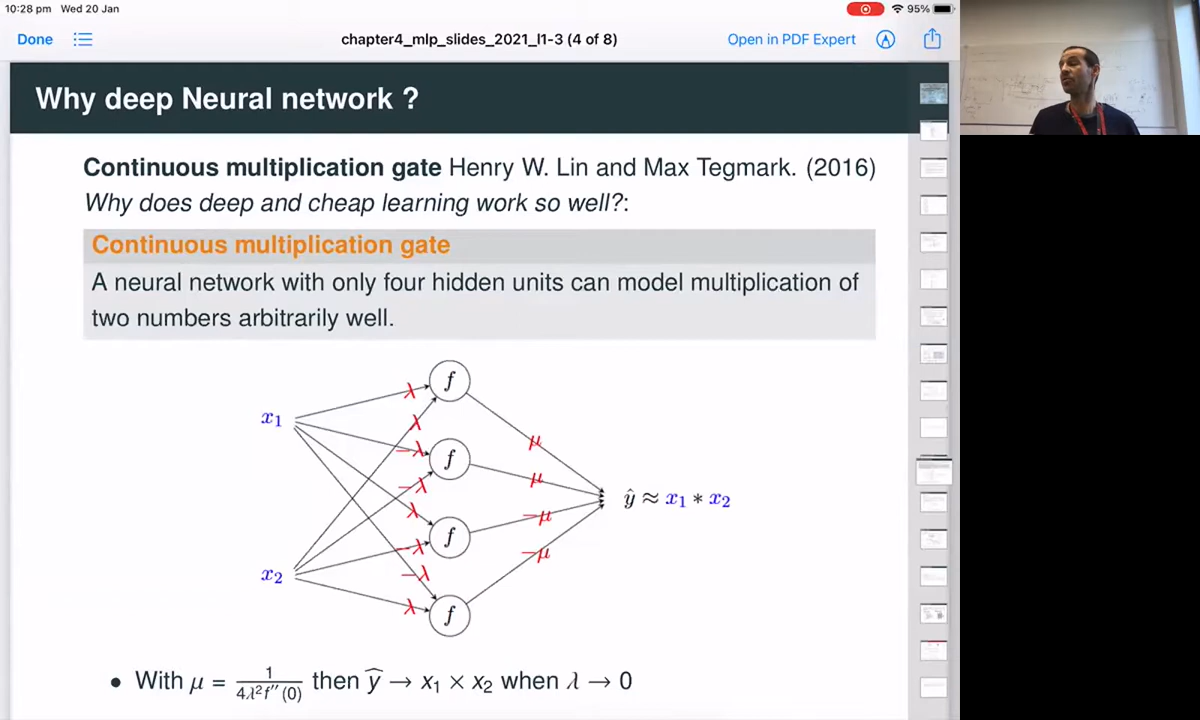 10:28 pm Wed 20 Jan
95%
Done
chapter4_mlp_slides_2021_l1-3 (4 of 8)
Open in PDF Expert
Why deep Neural network ?
Continuous multiplication gate Henry W. Lin and Max Tegmark. (2016)
Why does deep and cheap learning work so well?:
Continuous multiplication gate
A neural network with only four hidden units can model multiplication of
two numbers arbitrarily well.
x₁
x₂
λ
λ
−λ
−λ
λ
−λ
−λ
λ
f
f
f
f
μ
μ
−μ
−μ
ŷ ≈ x₁ ∗ x₂
• With μ = 1/(4λ²f″(0)) then ŷ → x₁ × x₂ when λ → 0